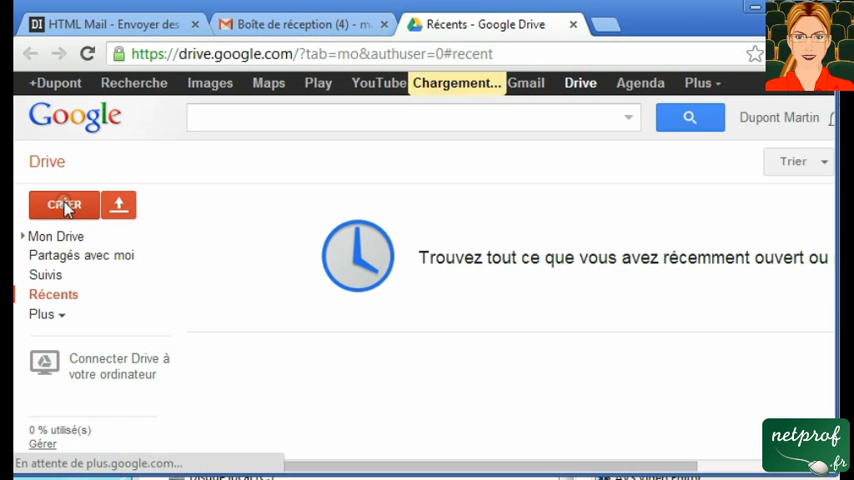 HTML Mail - Envoyer des
Boîte de réception (4) - m
Récents - Google Drive
https://drive.google.com/?tab=mo&authuser=0#recent
+Dupont Recherche Images Maps Play YouTube Chargement... Gmail Drive Agenda Plus
Google
Dupont Martin
Drive
Trier
CRÉER
Mon Drive
Partagés avec moi
Suivis
Récents
Plus
Trouvez tout ce que vous avez récemment ouvert ou
Connecter Drive à
votre ordinateur
0 % utilisé(s)
Gérer
En attente de plus.google.com...
netprof
.fr